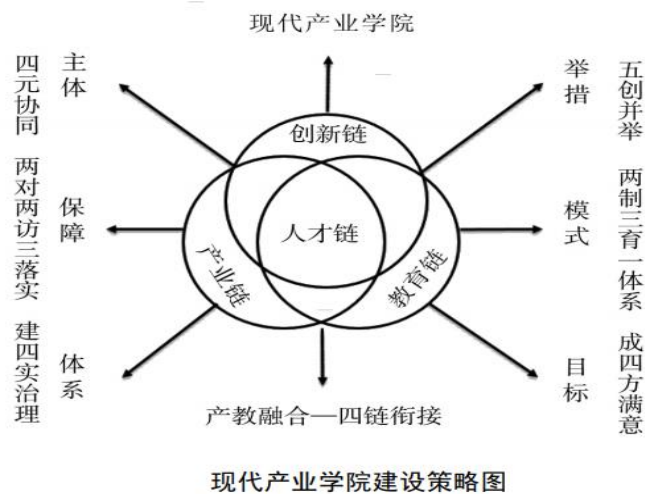 现代产业学院
四元协同
主体
举措
五创并举
创新链
两对两访三落实
保障
人才链
模式
两制三育一体系
产业链
教育链
建四实治理
体系
目标
成四方满意
产教融合—四链衔接
现代产业学院建设策略图